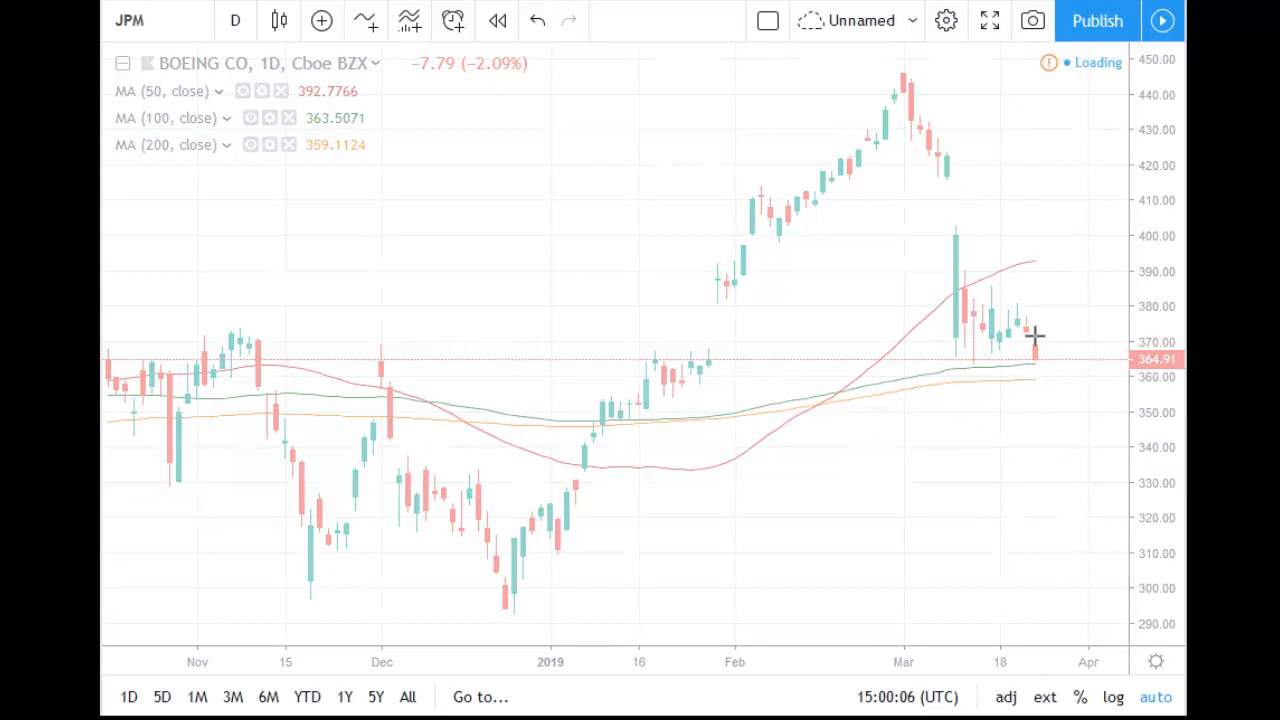 JPM D Unnamed Publish
BOEING CO, 1D, Cboe BZX −7.79 (−2.09%) Loading
MA (50, close) 392.7766
MA (100, close) 363.5071
MA (200, close) 359.1124
450.00
440.00
430.00
420.00
410.00
400.00
390.00
380.00
370.00
364.91
360.00
350.00
340.00
330.00
320.00
310.00
300.00
290.00
Nov 15 Dec 2019 16 Feb Mar 18 Apr
1D 5D 1M 3M 6M YTD 1Y 5Y All Go to... 15:00:06 (UTC) adj ext % log auto